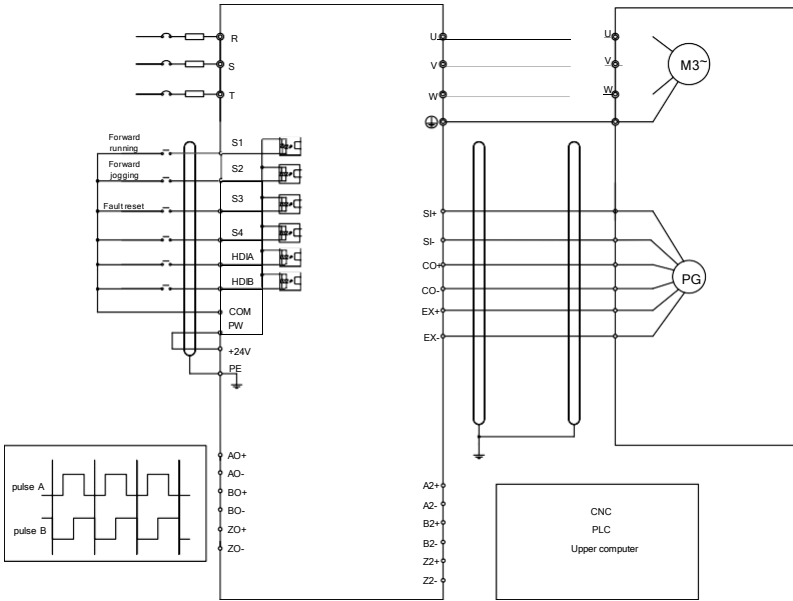 R
S
T
U
V
W
U
V
W
M3~
Forward
running
Forward
jogging
Fault reset
S1
S2
S3
S4
HDIA
HDIB
COM
PW
+24V
PE
SI+
SI-
CO+
CO-
EX+
EX-
PG
pulse A
pulse B
AO+
AO-
BO+
BO-
ZO+
ZO-
A2+
A2-
B2+
B2-
Z2+
Z2-
CNC
PLC
Upper computer